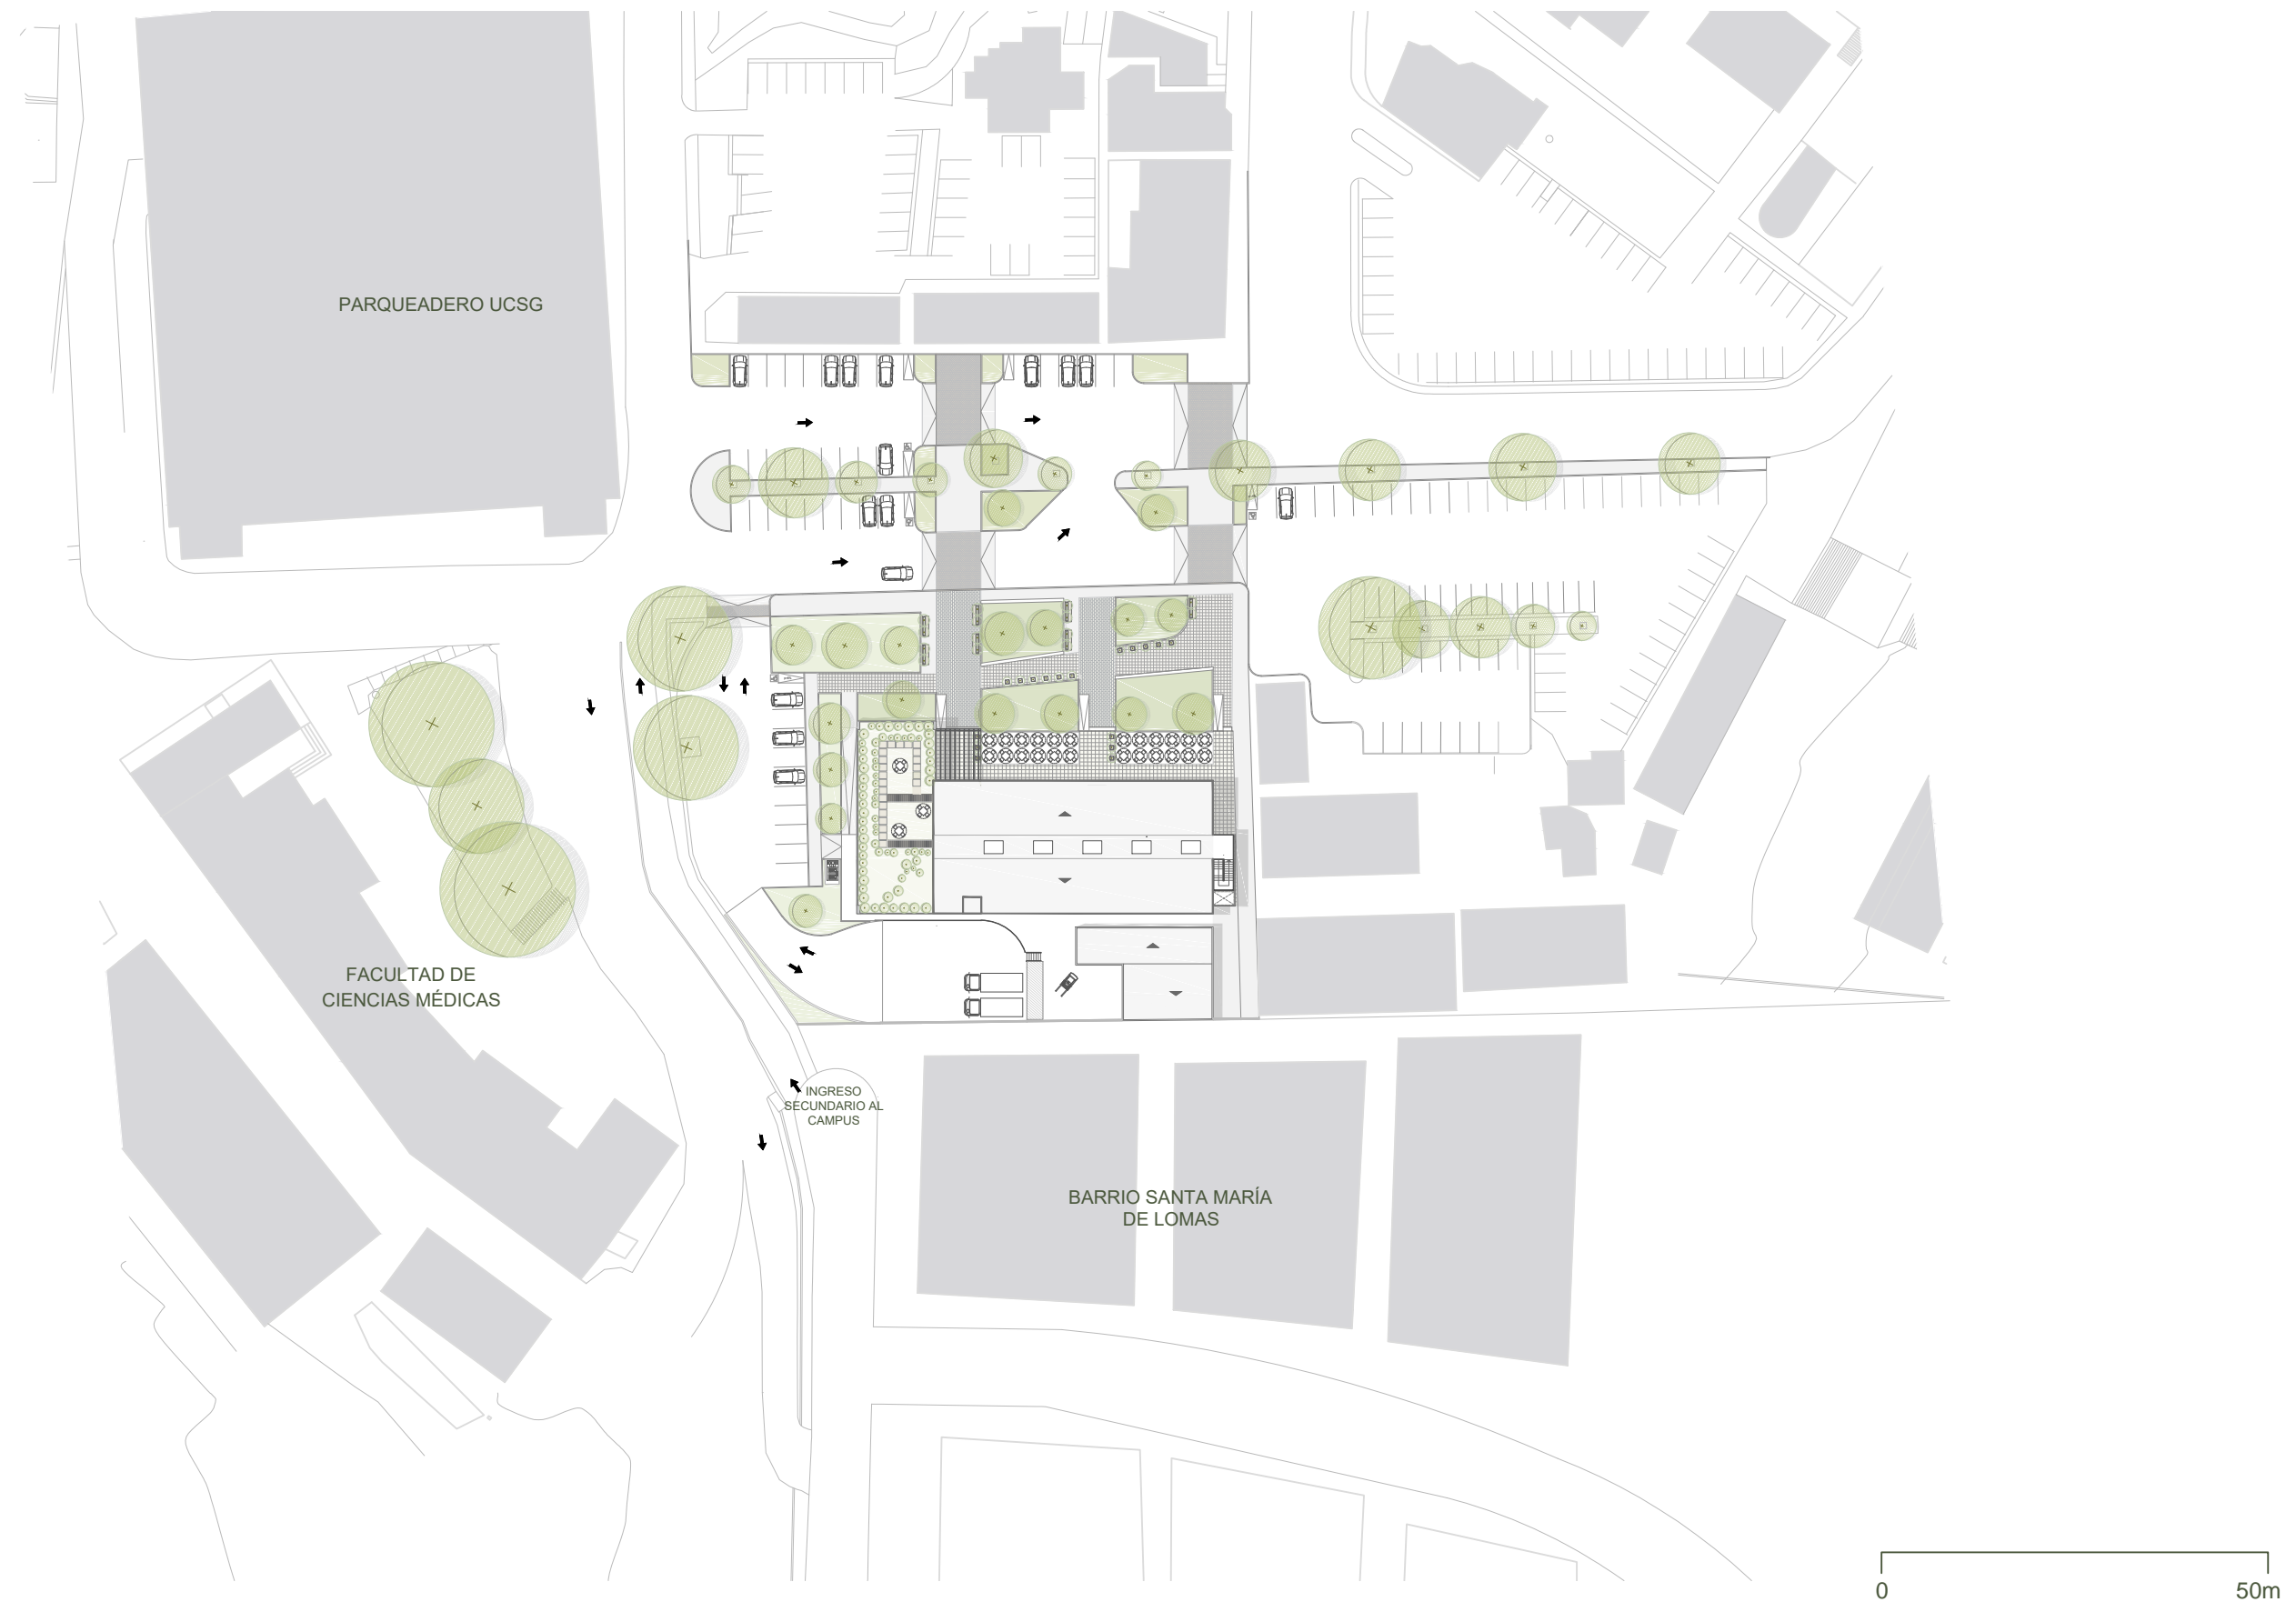 PARQUEADERO UCSG
FACULTAD DE
CIENCIAS MÉDICAS
INGRESO
SECUNDARIO AL
CAMPUS
BARRIO SANTA MARÍA
DE LOMAS
0
50m